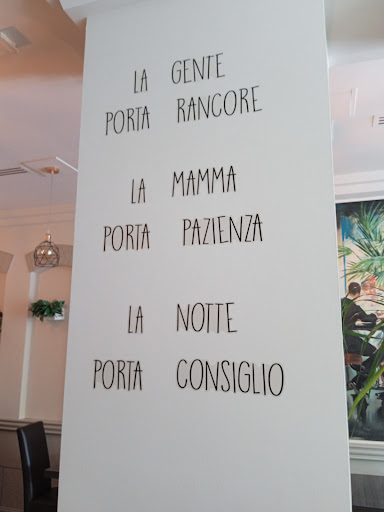 LA GENTE
PORTA RANCORE
LA MAMMA
PORTA PAZIENZA
LA NOTTE
PORTA CONSIGLIO